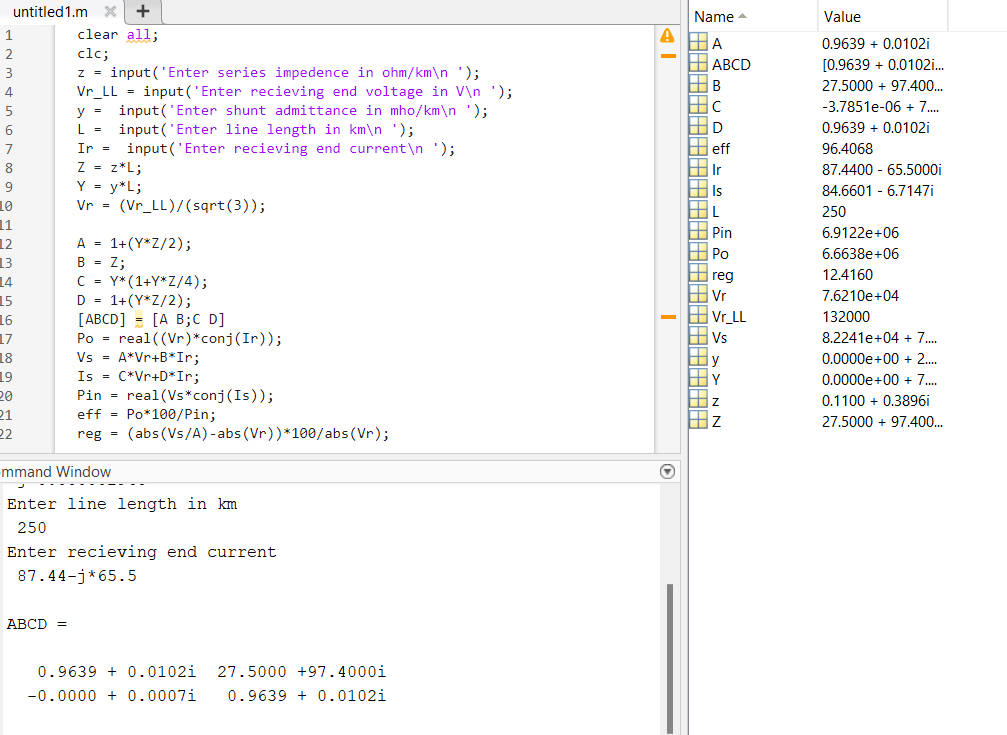 untitled1.m
1 clear all;
2 clc;
3 z = input('Enter series impedence in ohm/km\n ');
4 Vr_LL = input('Enter recieving end voltage in V\n ');
5 y =  input('Enter shunt admittance in mho/km\n ');
6 L =  input('Enter line length in km\n ');
7 Ir =  input('Enter recieving end current\n ');
8 Z = z*L;
9 Y = y*L;
10 Vr = (Vr_LL)/(sqrt(3));
11
12 A = 1+(Y*Z/2);
13 B = Z;
14 C = Y*(1+Y*Z/4);
15 D = 1+(Y*Z/2);
16 [ABCD] = [A B;C D]
17 Po = real((Vr)*conj(Ir));
18 Vs = A*Vr+B*Ir;
19 Is = C*Vr+D*Ir;
20 Pin = real(Vs*conj(Is));
21 eff = Po*100/Pin;
22 reg = (abs(Vs/A)-abs(Vr))*100/abs(Vr);
ommand Window
Enter line length in km
250
Enter recieving end current
87.44-j*65.5
ABCD =
0.9639 + 0.0102i  27.5000 +97.4000i
-0.0000 + 0.0007i   0.9639 + 0.0102i
Name Value
A 0.9639 + 0.0102i
ABCD [0.9639 + 0.0102i...
B 27.5000 + 97.400...
C -3.7851e-06 + 7....
D 0.9639 + 0.0102i
eff 96.4068
Ir 87.4400 - 65.5000i
Is 84.6601 - 6.7147i
L 250
Pin 6.9122e+06
Po 6.6638e+06
reg 12.4160
Vr 7.6210e+04
Vr_LL 132000
Vs 8.2241e+04 + 7....
y 0.0000e+00 + 2....
Y 0.0000e+00 + 7....
z 0.1100 + 0.3896i
Z 27.5000 + 97.400...